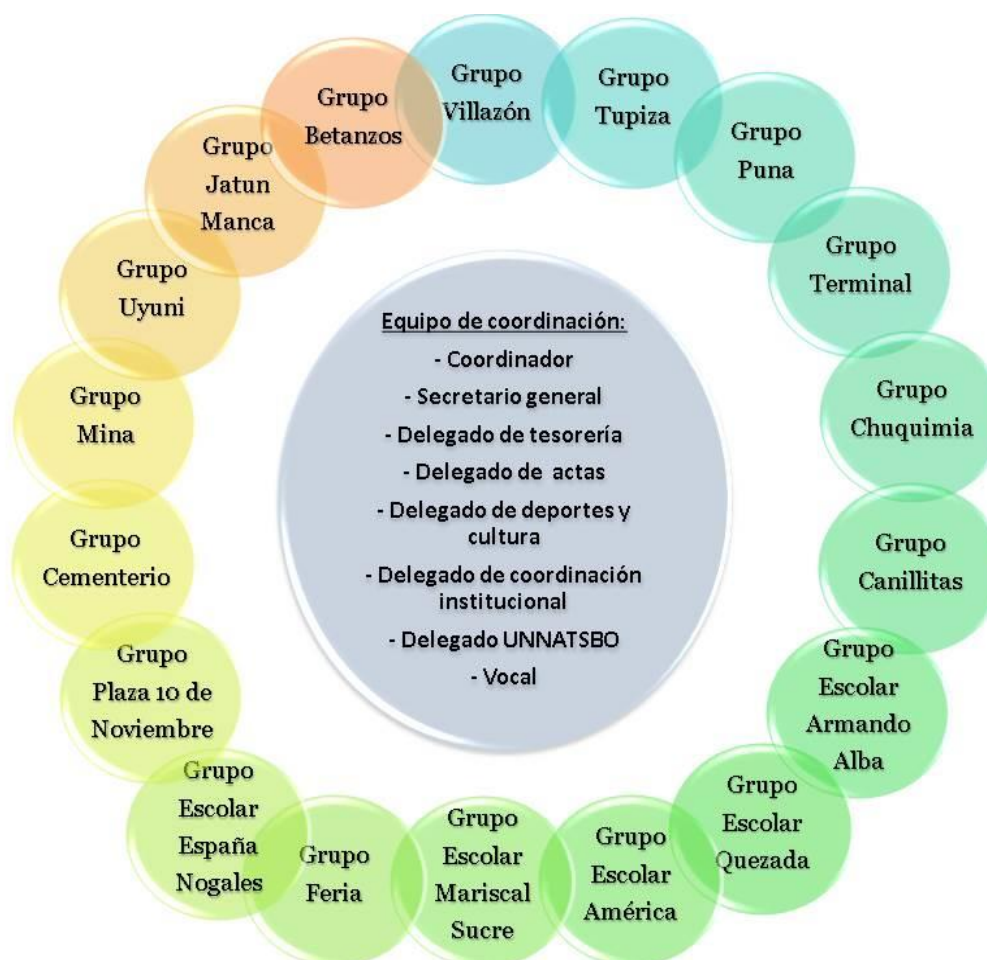 Grupo
Villazón
Grupo
Tupiza
Grupo
Puna
Grupo
Terminal
Grupo
Chuquimia
Grupo
Canillitas
Grupo
Escolar
Armando
Alba
Grupo
Escolar
Quezada
Grupo
Escolar
América
Grupo
Escolar
Mariscal
Sucre
Grupo
Feria
Grupo
Escolar
España
Nogales
Grupo
Plaza 10 de
Noviembre
Grupo
Cementerio
Grupo
Mina
Grupo
Uyuni
Grupo
Jatun
Manca
Grupo
Betanzos
Equipo de coordinación:
- Coordinador
- Secretario general
- Delegado de tesorería
- Delegado de actas
- Delegado de deportes y
cultura
- Delegado de coordinación
institucional
- Delegado UNNATSBO
- Vocal